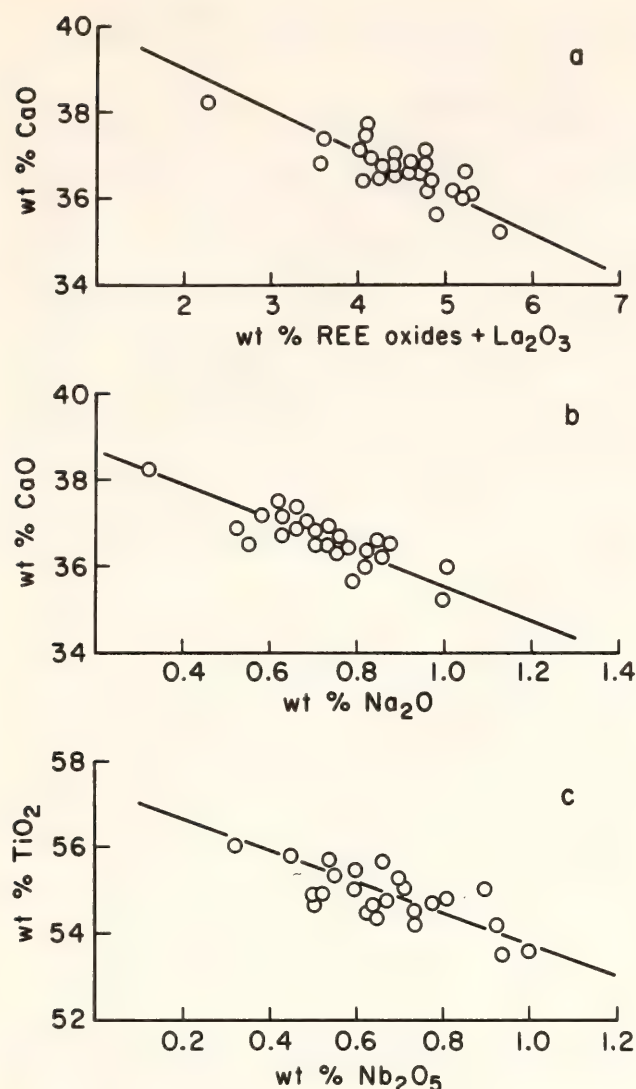 40
a
wt % CaO
38
36
34
2 3 4 5 6 7
wt % REE oxides + La₂O₃
40
b
wt % CaO
38
36
34
0.4 0.6 0.8 1.0 1.2 1.4
wt % Na₂O
58
c
wt % TiO₂
56
54
52
0.2 0.4 0.6 0.8 1.0 1.2
wt % Nb₂O₅